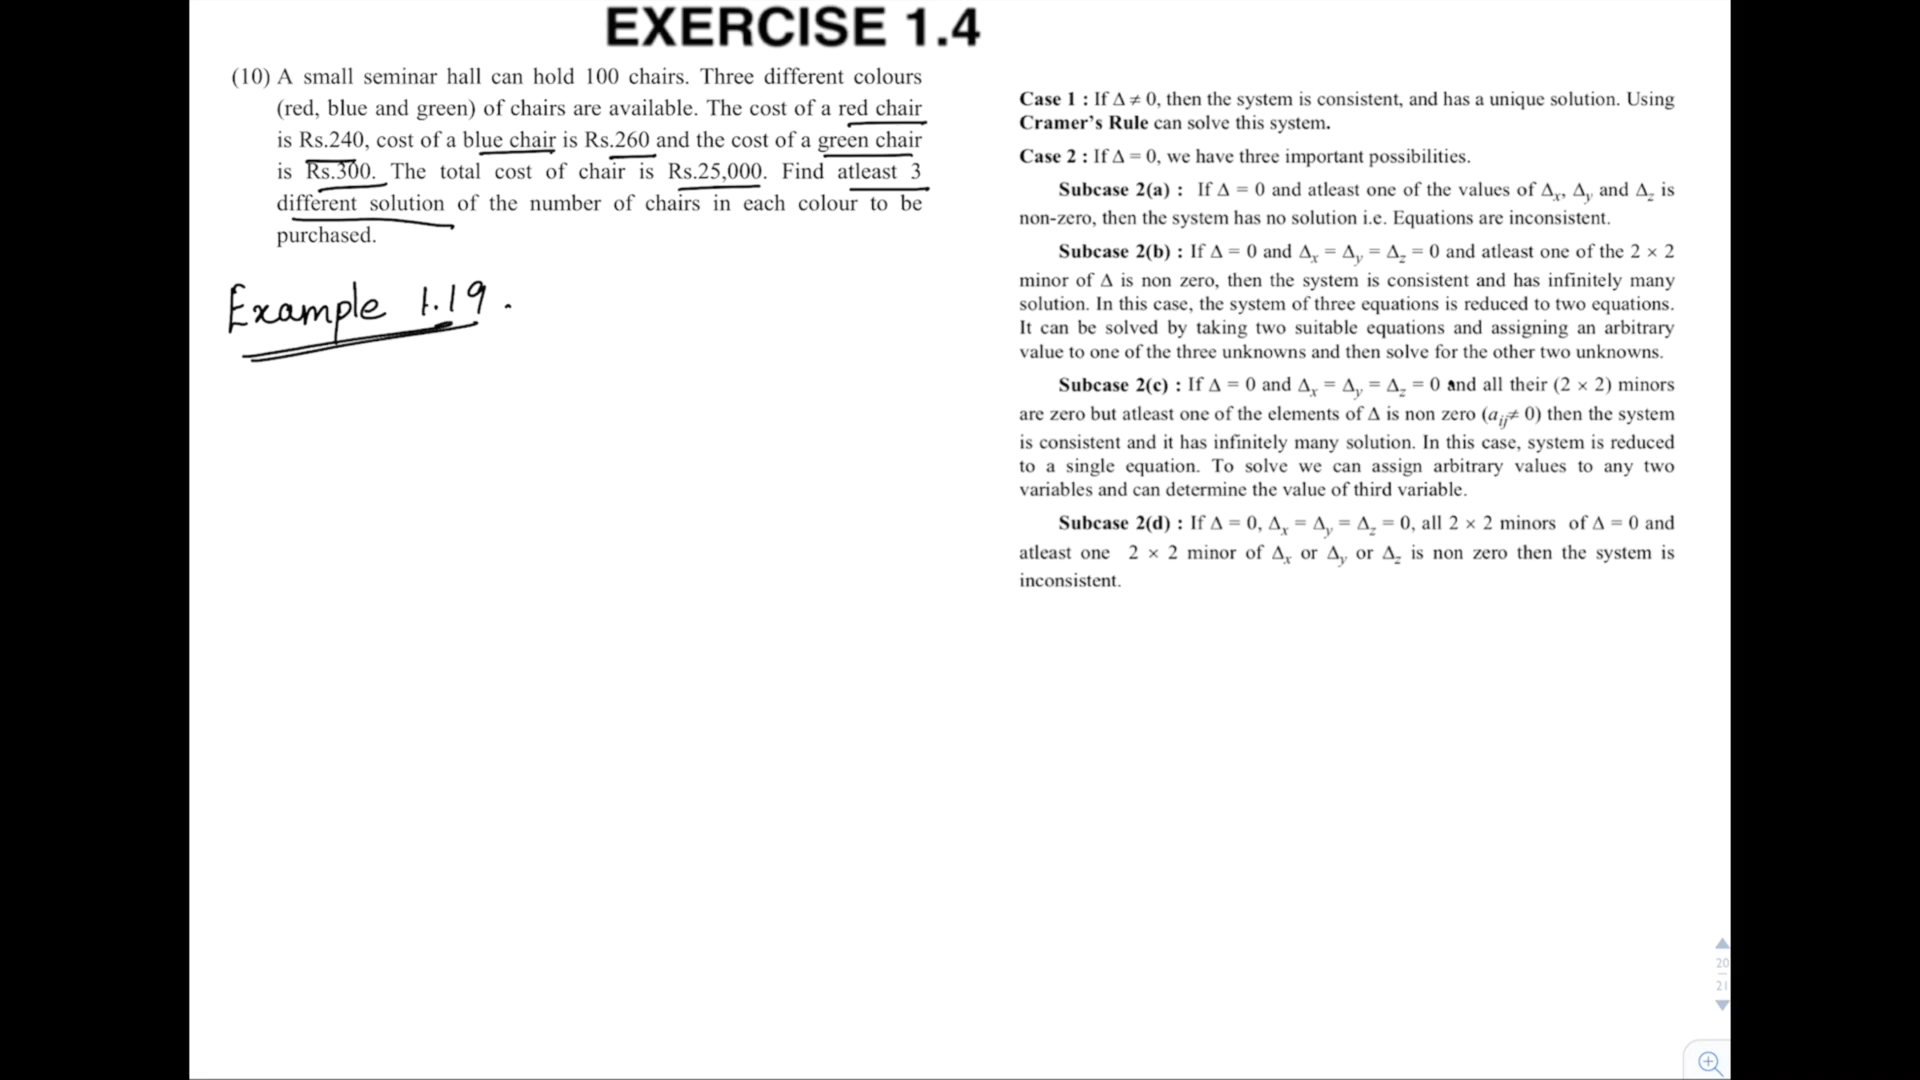 EXERCISE 1.4
(10) A small seminar hall can hold 100 chairs. Three different colours
(red, blue and green) of chairs are available. The cost of a red chair
is Rs.240, cost of a blue chair is Rs.260 and the cost of a green chair
is Rs.300. The total cost of chair is Rs.25,000. Find atleast 3
different solution of the number of chairs in each colour to be
purchased.
Example 1.19.
Case 1 : If Δ ≠ 0, then the system is consistent, and has a unique solution. Using
Cramer's Rule can solve this system.
Case 2 : If Δ = 0, we have three important possibilities.
Subcase 2(a) : If Δ = 0 and atleast one of the values of Δx, Δy and Δz is
non-zero, then the system has no solution i.e. Equations are inconsistent.
Subcase 2(b) : If Δ = 0 and Δx = Δy = Δz = 0 and atleast one of the 2 × 2
minor of Δ is non zero, then the system is consistent and has infinitely many
solution. In this case, the system of three equations is reduced to two equations.
It can be solved by taking two suitable equations and assigning an arbitrary
value to one of the three unknowns and then solve for the other two unknowns.
Subcase 2(c) : If Δ = 0 and Δx = Δy = Δz = 0 and all their (2 × 2) minors
are zero but atleast one of the elements of Δ is non zero (aij≠ 0) then the system
is consistent and it has infinitely many solution. In this case, system is reduced
to a single equation. To solve we can assign arbitrary values to any two
variables and can determine the value of third variable.
Subcase 2(d) : If Δ = 0, Δx = Δy = Δz = 0, all 2 × 2 minors of Δ = 0 and
atleast one 2 × 2 minor of Δx or Δy or Δz is non zero then the system is
inconsistent.
20
21